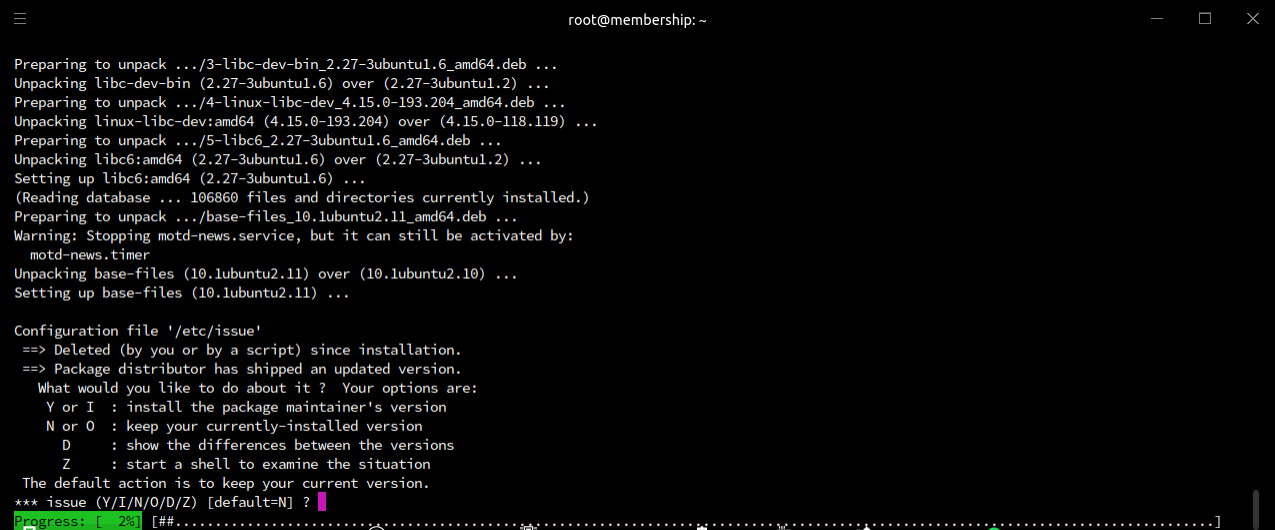 root@membership: ~
Preparing to unpack .../3-libc-dev-bin_2.27-3ubuntu1.6_amd64.deb ...
Unpacking libc-dev-bin (2.27-3ubuntu1.6) over (2.27-3ubuntu1.2) ...
Preparing to unpack .../4-linux-libc-dev_4.15.0-193.204_amd64.deb ...
Unpacking linux-libc-dev:amd64 (4.15.0-193.204) over (4.15.0-118.119) ...
Preparing to unpack .../5-libc6_2.27-3ubuntu1.6_amd64.deb ...
Unpacking libc6:amd64 (2.27-3ubuntu1.6) over (2.27-3ubuntu1.2) ...
Setting up libc6:amd64 (2.27-3ubuntu1.6) ...
(Reading database ... 106860 files and directories currently installed.)
Preparing to unpack .../base-files_10.1ubuntu2.11_amd64.deb ...
Warning: Stopping motd-news.service, but it can still be activated by:
  motd-news.timer
Unpacking base-files (10.1ubuntu2.11) over (10.1ubuntu2.10) ...
Setting up base-files (10.1ubuntu2.11) ...
Configuration file '/etc/issue'
 ==> Deleted (by you or by a script) since installation.
 ==> Package distributor has shipped an updated version.
   What would you like to do about it ?  Your options are:
    Y or I  : install the package maintainer's version
    N or O  : keep your currently-installed version
      D     : show the differences between the versions
      Z     : start a shell to examine the situation
 The default action is to keep your current version.
*** issue (Y/I/N/O/D/Z) [default=N] ?
Progress: [  2%] [##..................................................................................................................................]